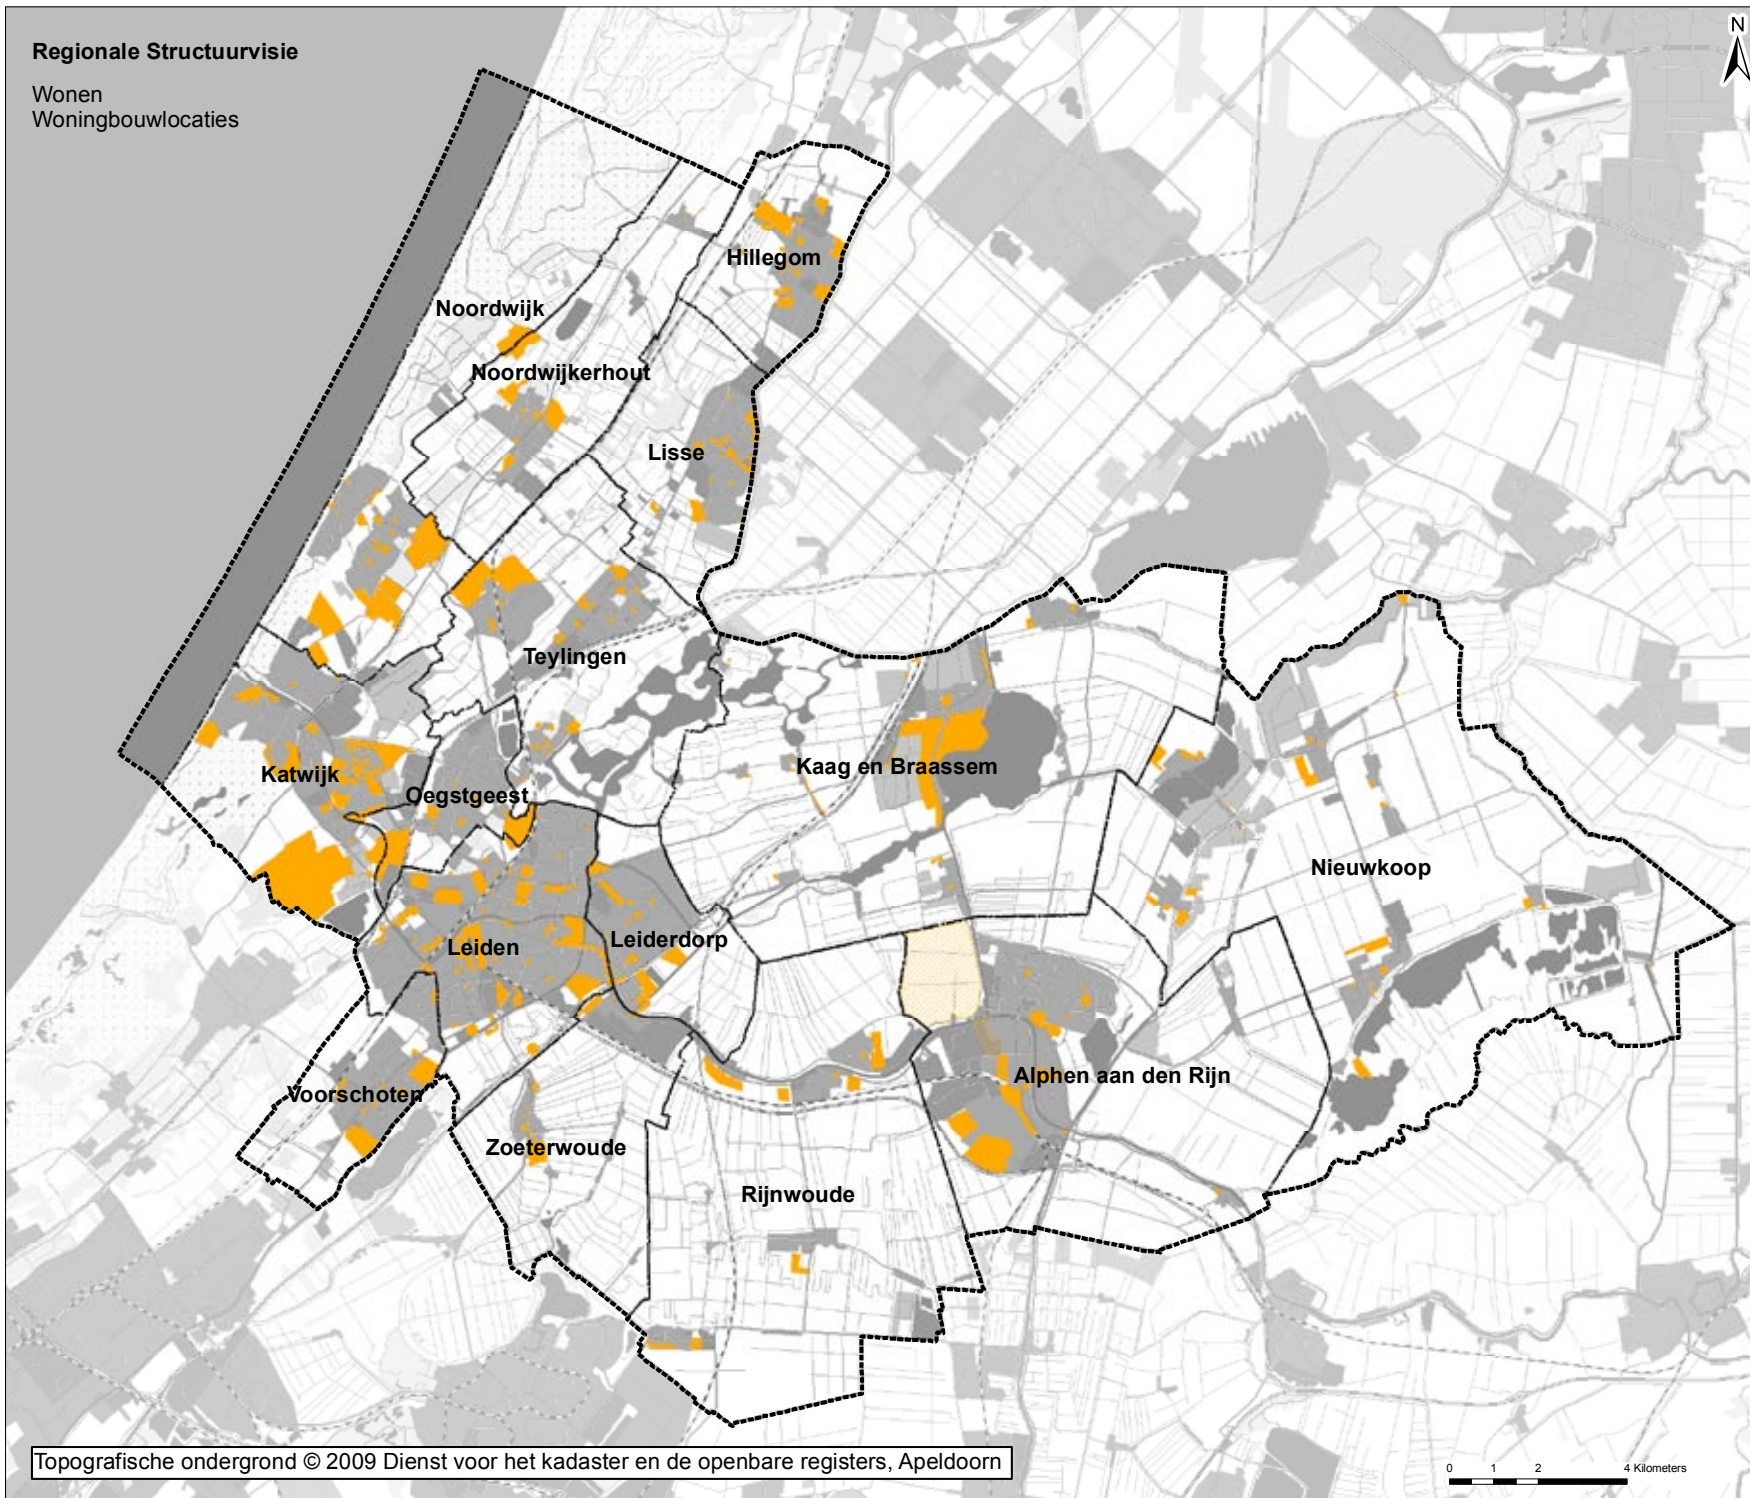 Regionale Structuurvisie
Wonen
Woningbouwlocaties
N
Hillegom
Noordwijk
Noordwijkerhout
Lisse
Teylingen
Katwijk
Oegstgeest
Kaag en Braassem
Nieuwkoop
Leiden
Leiderdorp
Voorschoten
Alphen aan den Rijn
Zoeterwoude
Rijnwoude
Topografische ondergrond © 2009 Dienst voor het kadaster en de openbare registers, Apeldoorn
0 1 2 4 Kilometers